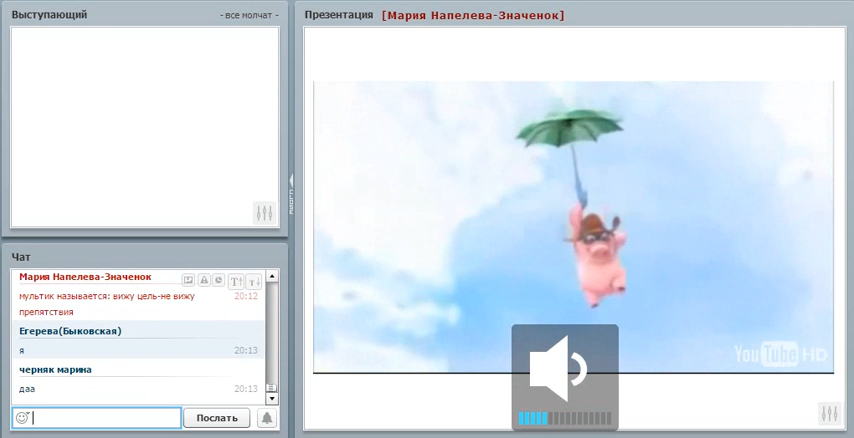 Выступающий
- все молчат -
Презентация [Мария Напелева-Значенок]
Чат
Мария Напелева-Значенок
мультик называется: вижу цель-не вижу 20:12
препятствия
Егерева(Быковская)
я 20:13
черняк марина
даа 20:13
Послать
YouTube HD